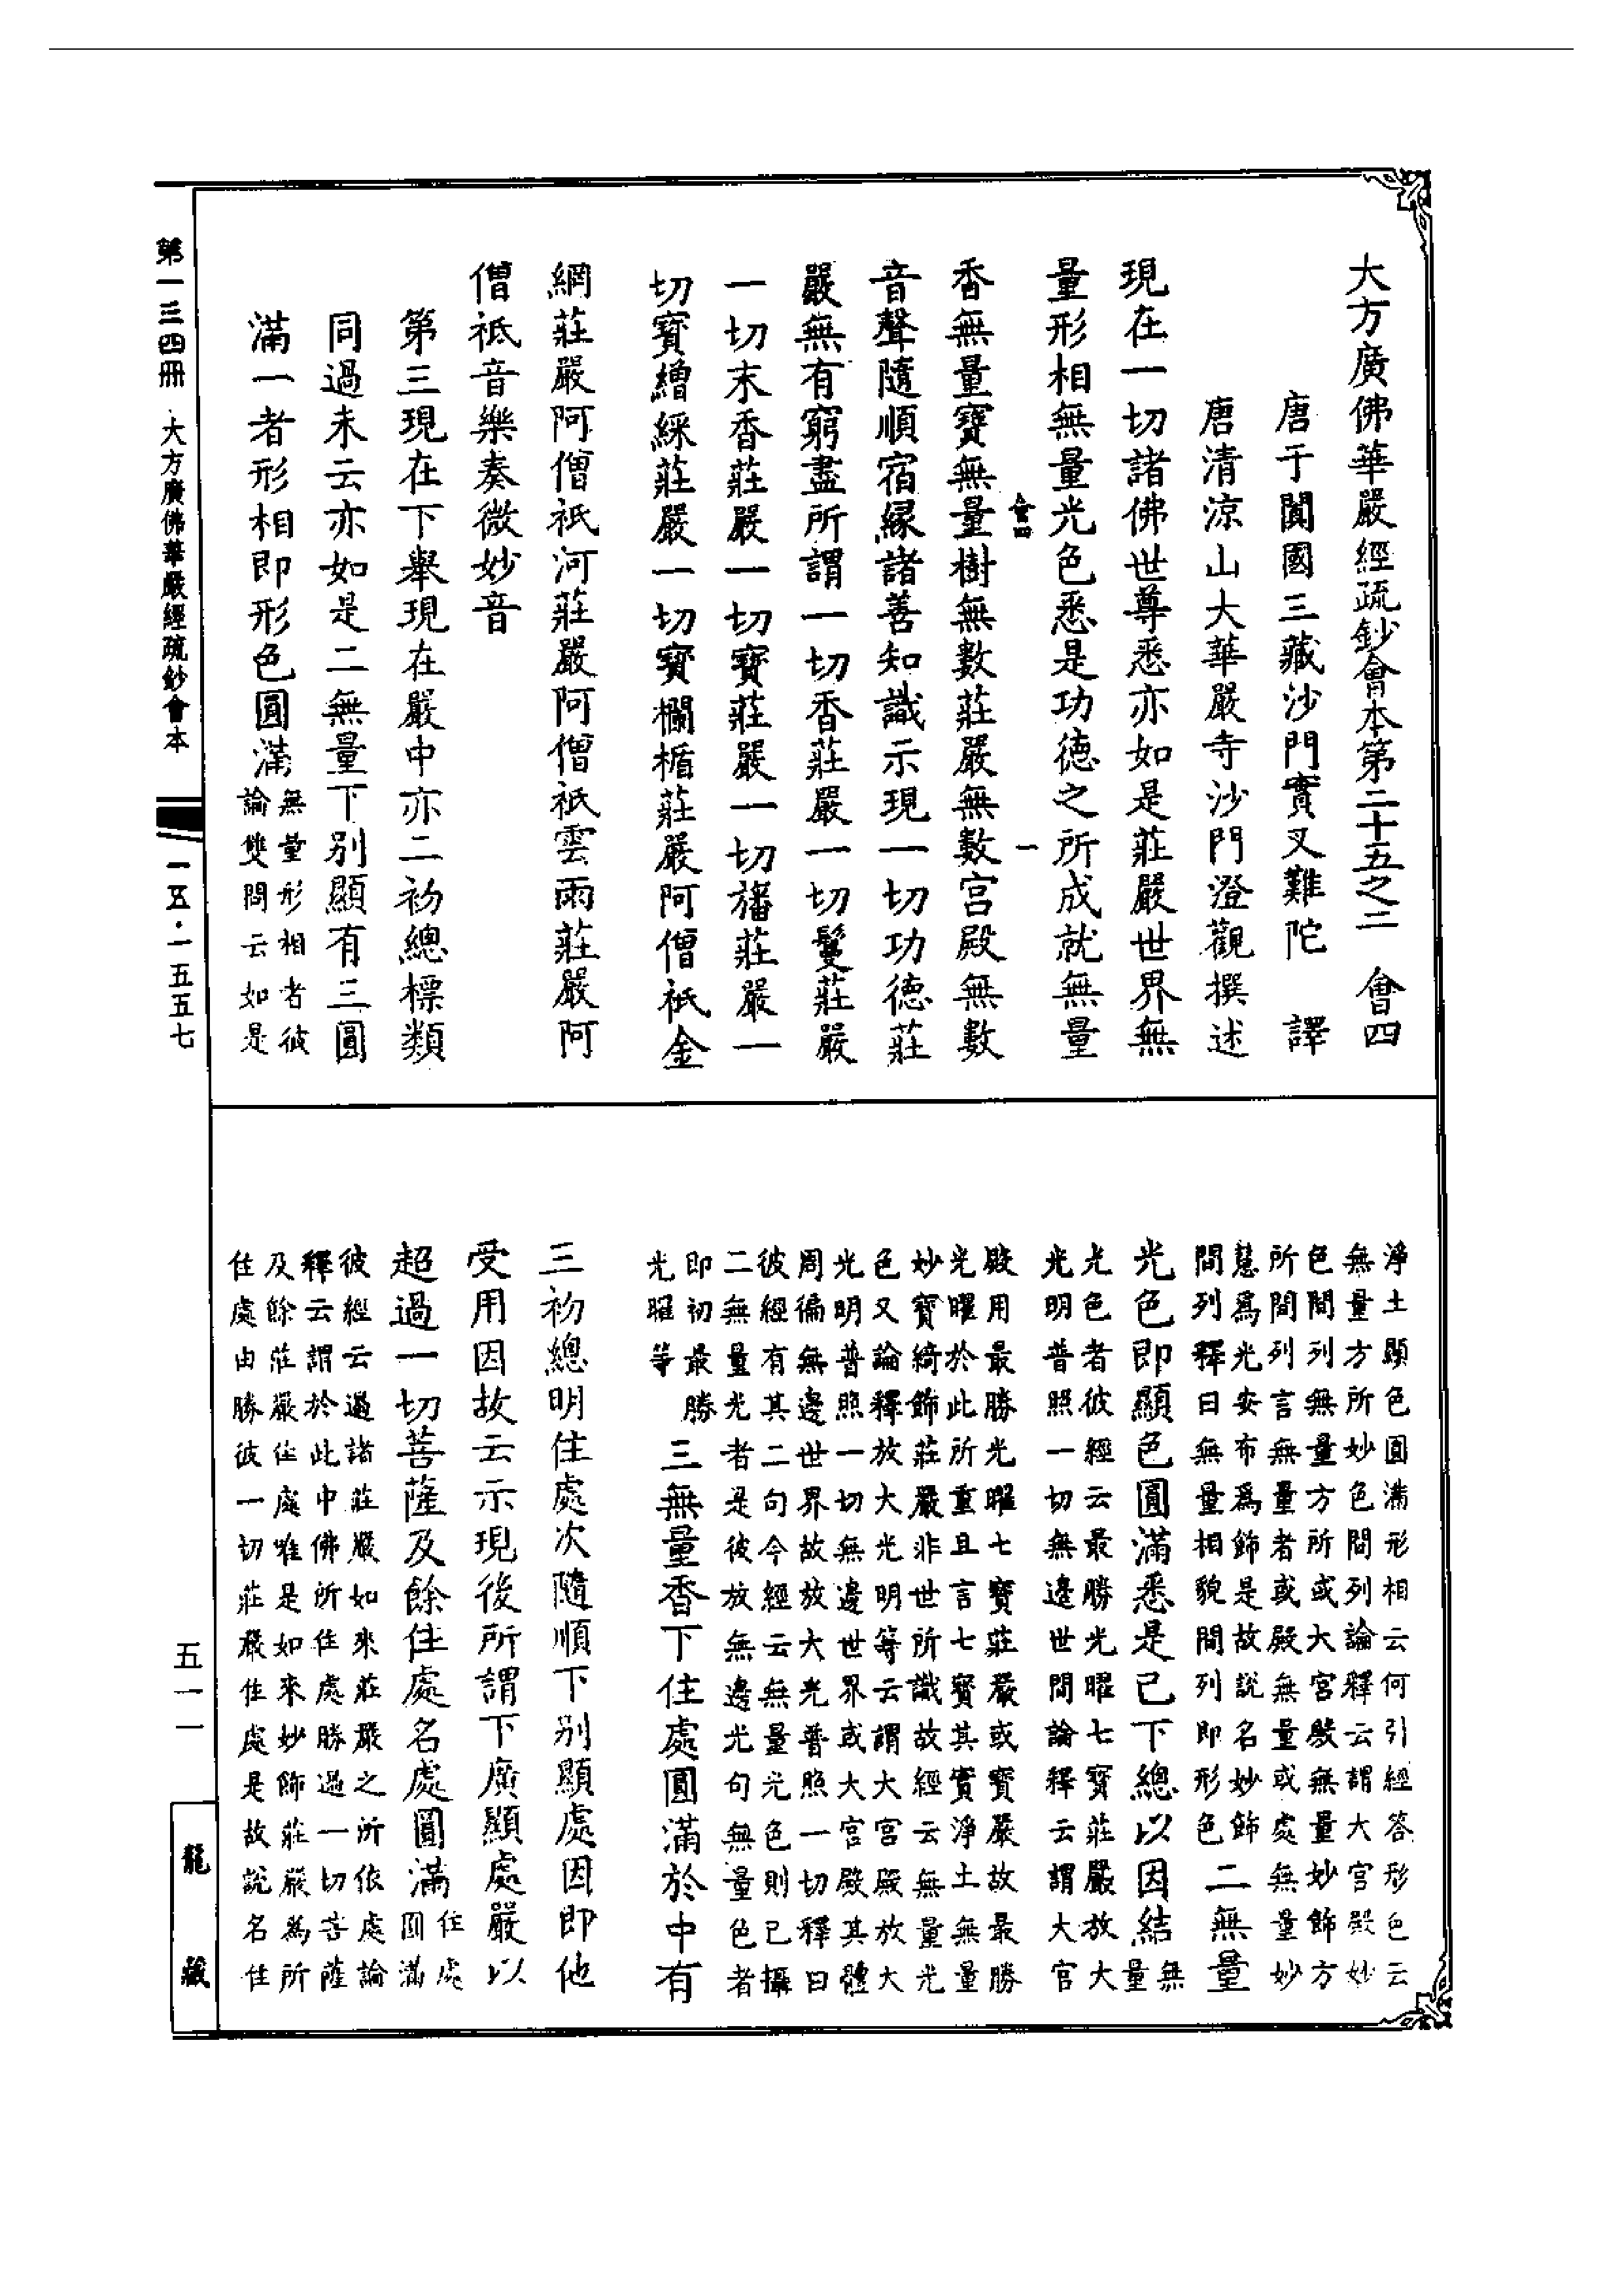 大方廣佛華嚴經疏鈔會本第二十五之二　會四
唐于闐國三藏沙門實叉難陀　譯
唐清涼山大華嚴寺沙門澄觀撰述
現在一切諸佛世尊悉亦如是莊嚴世界無
量形相無量光色悉是功德之所成就無量
會四　一
香無量寶無量樹無數莊嚴無數宮殿無數
音聲隨順宿緣諸善知識示現一切功德莊
嚴無有窮盡所謂一切香莊嚴一切鬘莊嚴
一切末香莊嚴一切寶莊嚴一切旛莊嚴一
切寶繒綵莊嚴一切寶欄楯莊嚴阿僧祇金
網莊嚴阿僧祇河莊嚴阿僧祇雲雨莊嚴阿
僧祇音樂奏微妙音
第三現在下舉現在嚴中亦二初總標類
同過未云亦如是二無量下別顯有三圓
滿一者形相即形色圓滿
無量形相者彼
論雙問云如是
淨土顯色圓滿形相云何引經答形色云
無量方所妙色間列論釋云謂大宮殿妙
色間列無量方所或大宮殿無量妙飾方
所間列言無量者或殿無量或處無量妙
慧為光安布為飾是故說名妙飾
間列釋曰無量相貌間列即形色
二無量
光色即顯色圓滿悉是已下總以因結
無
量
光色者彼經云最勝光曜七寶莊嚴放大
光明普照一切無邊世間論釋云謂大宮
殿用最勝光曜七寶莊嚴或寶嚴故最勝
光曜於此所重且言七寶其實淨土無量
妙寶綺飾莊嚴非世所識故經云無量光
色又論釋放大光明等云謂大宮殿放大
光明普照一切無邊世界或大宮殿其體
周徧無邊世界故放大光普照一切釋曰
彼經有其二句今經云無量光色則已攝
二無量光者是彼放無邊光句無量色者
即初最勝
光曜等
三無量香下住處圓滿於中有
三初總明住處次隨順下別顯處因即他
受用因故云示現後所謂下廣顯處嚴以
超過一切菩薩及餘住處名處圓滿
住處
圓滿
彼經云過諸莊嚴如來莊嚴之所依處論
釋云謂於此中佛所住處勝過一切菩薩
及餘莊嚴住處唯是如來妙飾莊嚴為所
住處由勝彼一切莊嚴住處是故說名住
第一三四冊　大方廣佛華嚴經疏鈔會本
一五·一五五七
五一一
龍藏